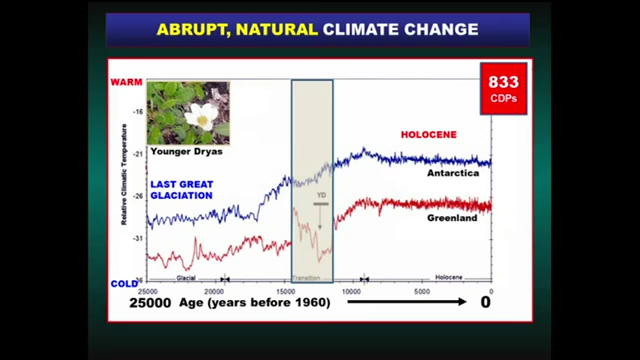 ABRUPT, NATURAL CLIMATE CHANGE
833
CDPs
WARM
-16
-21
-26
-31
-36
COLD
Relative Climatic Temperature
Younger Dryas
HOLOCENE
Antarctica
LAST GREAT
GLACIATION
YD
Greenland
Glacial
Transition
Holocene
25000
20000
15000
10000
5000
0
25000 Age (years before 1960) 0